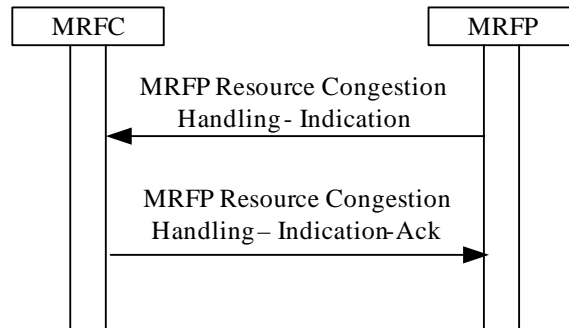 MRFC
MRFP
MRFP Resource Congestion
Handling - Indication
MRFP Resource Congestion
Handling – Indication-Ack